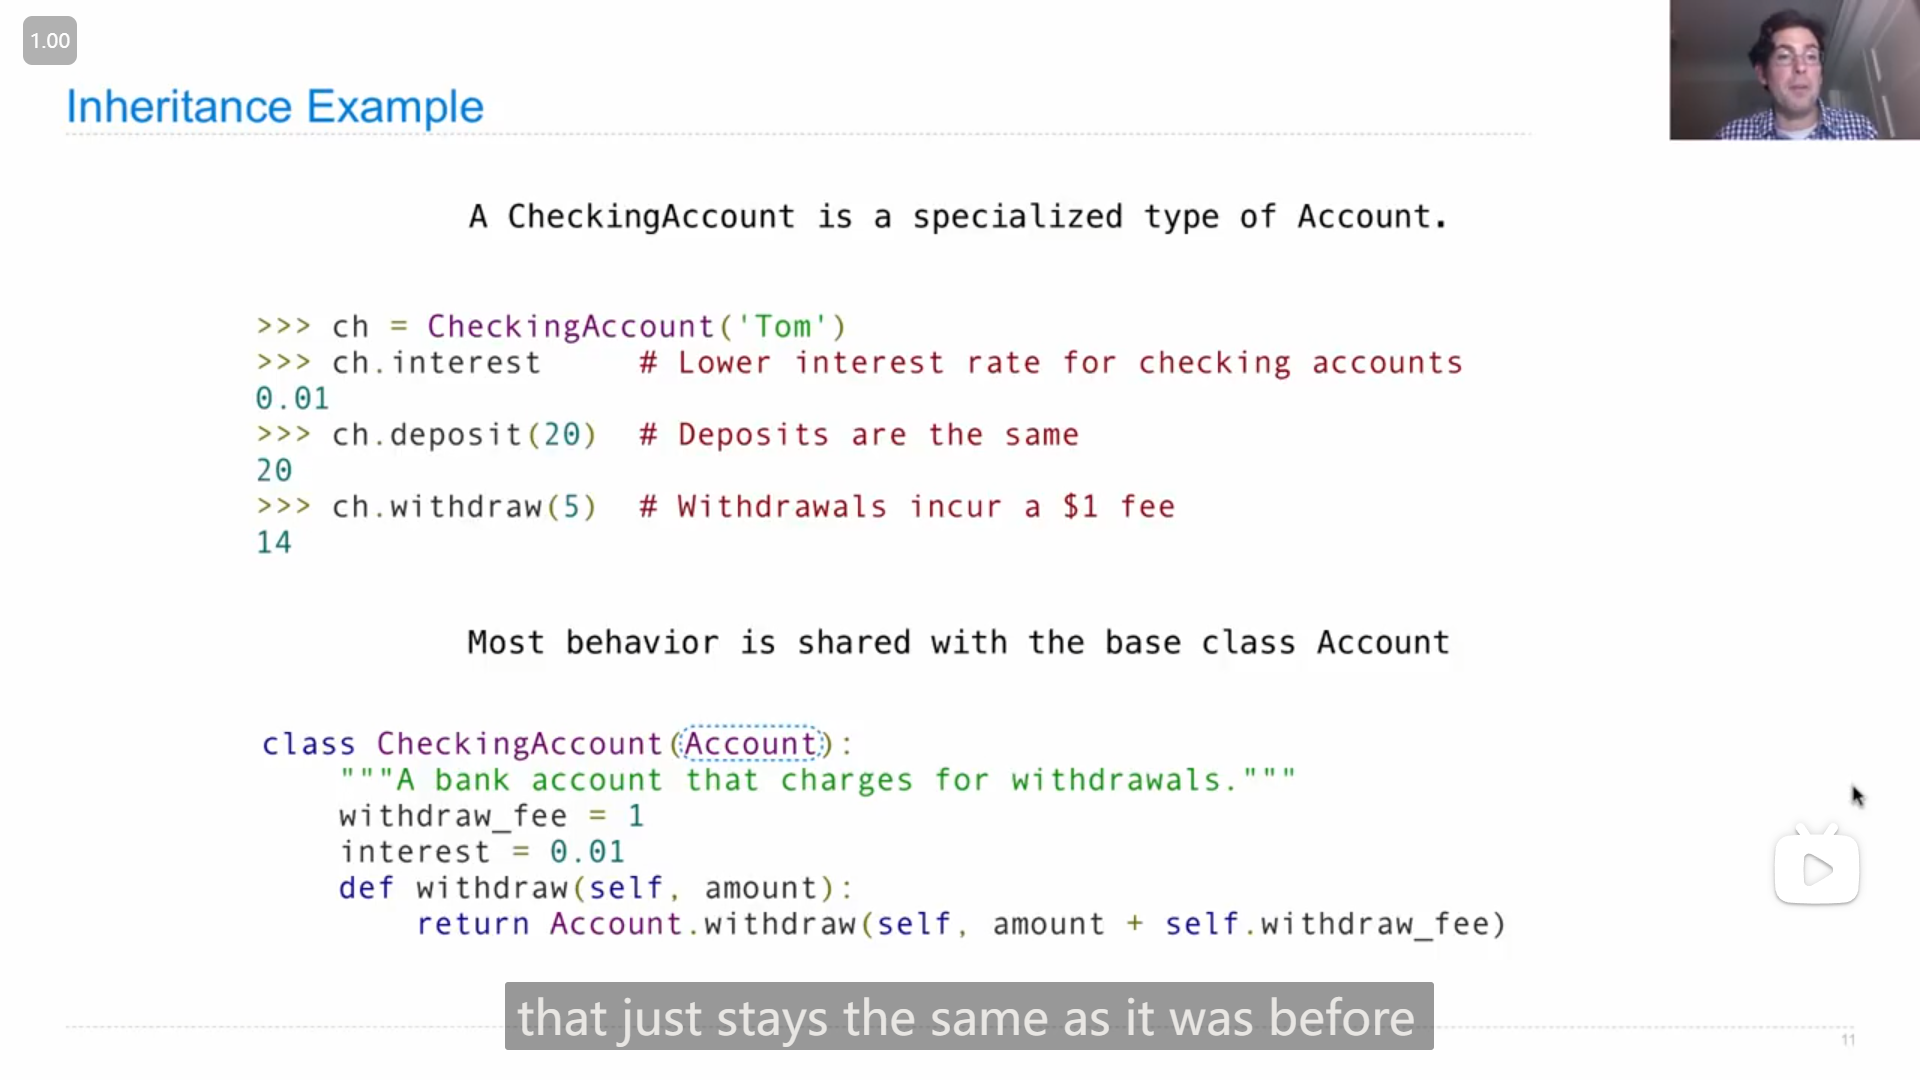 1.00
Inheritance Example
A CheckingAccount is a specialized type of Account.
>>> ch = CheckingAccount('Tom')
>>> ch.interest     # Lower interest rate for checking accounts
0.01
>>> ch.deposit(20)  # Deposits are the same
20
>>> ch.withdraw(5)  # Withdrawals incur a $1 fee
14
Most behavior is shared with the base class Account
class CheckingAccount(Account):
    """A bank account that charges for withdrawals."""
    withdraw_fee = 1
    interest = 0.01
    def withdraw(self, amount):
        return Account.withdraw(self, amount + self.withdraw_fee)
that just stays the same as it was before
11